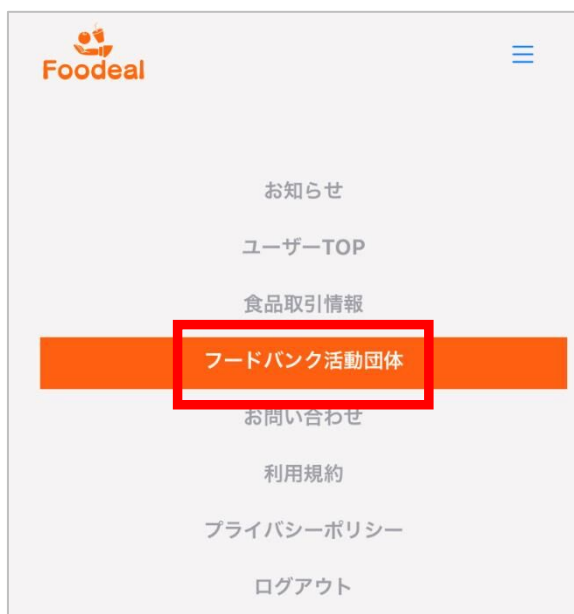 Foodeal
お知らせ
ユーザーTOP
食品取引情報
フードバンク活動団体
お問い合わせ
利用規約
プライバシーポリシー
ログアウト